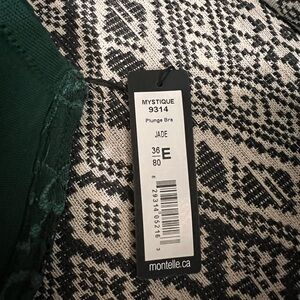 MYSTIQUE
9314
Plunge Bra
JADE
36 E
80
montelle.ca